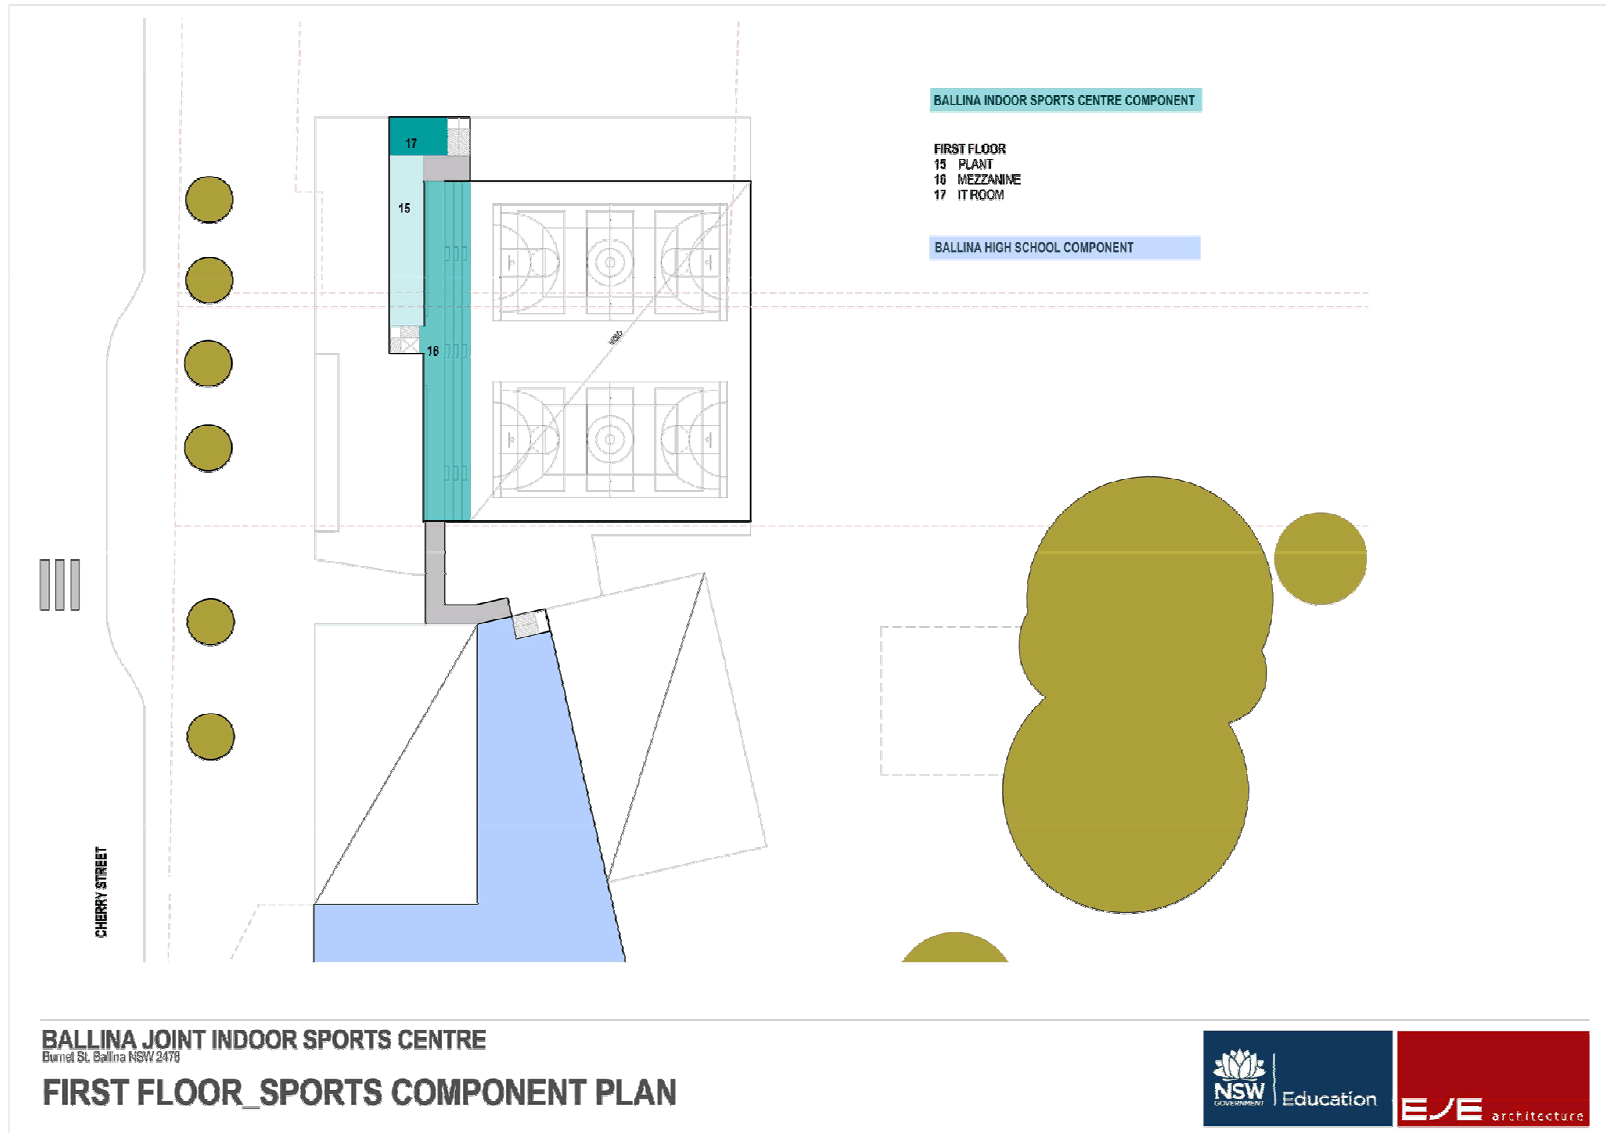 BALLINA INDOOR SPORTS CENTRE COMPONENT
FIRST FLOOR
15 PLANT
16 MEZZANINE
17 IT ROOM
BALLINA HIGH SCHOOL COMPONENT
17
15
16
VOID
CHERRY STREET
BALLINA JOINT INDOOR SPORTS CENTRE
Burnet St. Ballina NSW 2478
FIRST FLOOR_SPORTS COMPONENT PLAN
NSW
GOVERNMENT
Education
EJE architecture